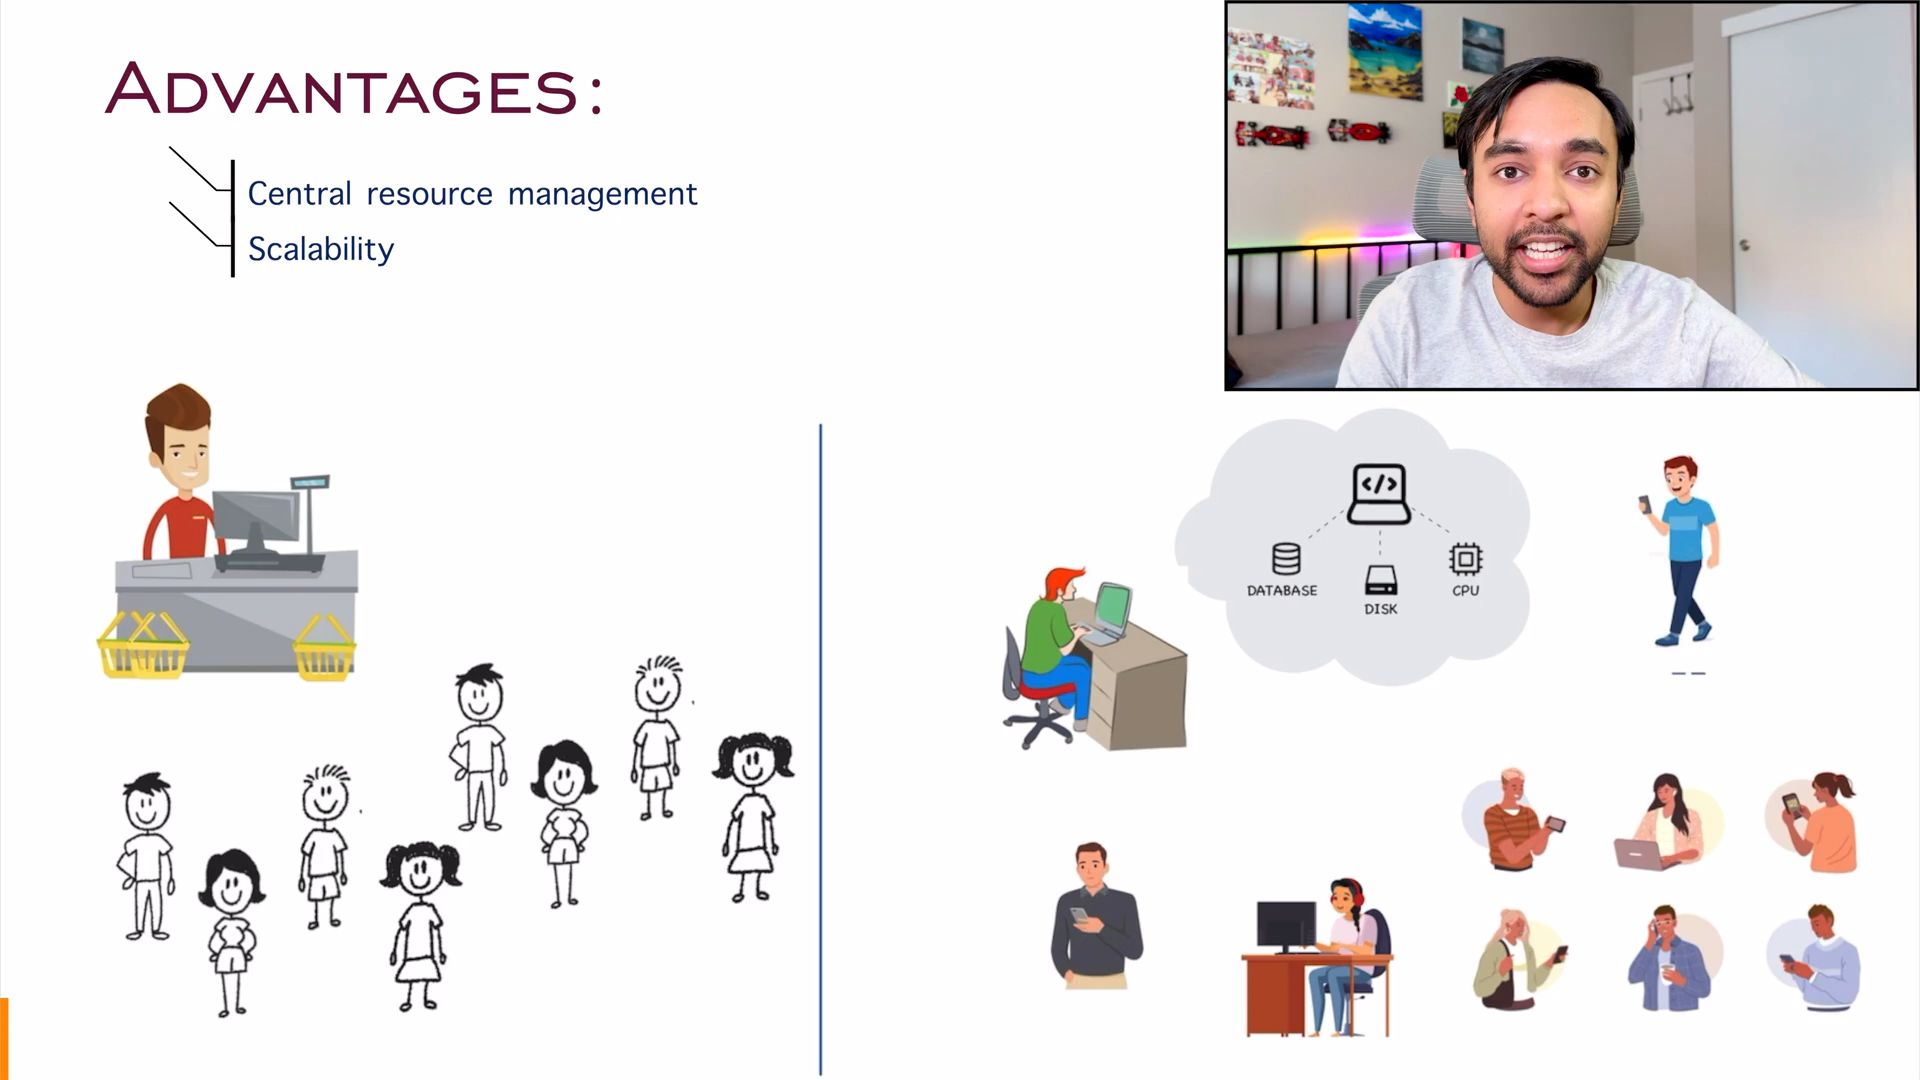 ADVANTAGES:
Central resource management
Scalability
</>
DATABASE
DISK
CPU